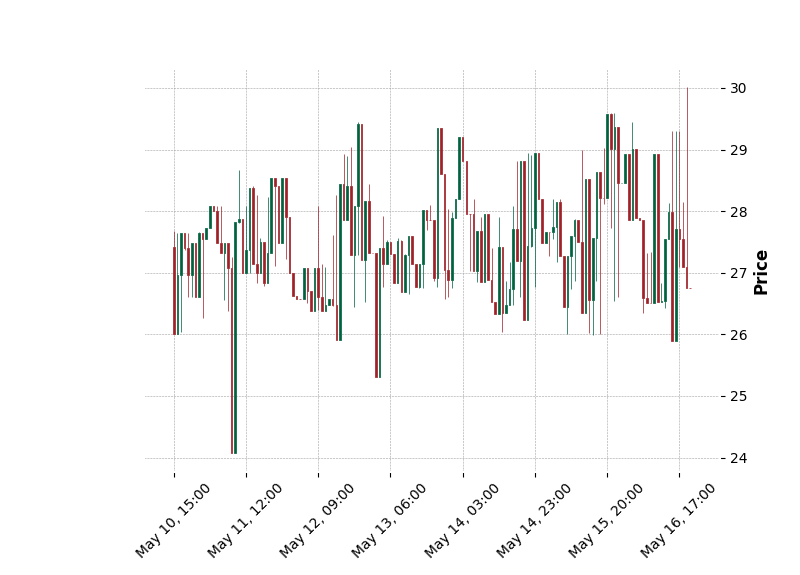 30
29
28
27
26
25
24
Price
May 10, 15:00
May 11, 12:00
May 12, 09:00
May 13, 06:00
May 14, 03:00
May 14, 23:00
May 15, 20:00
May 16, 17:00